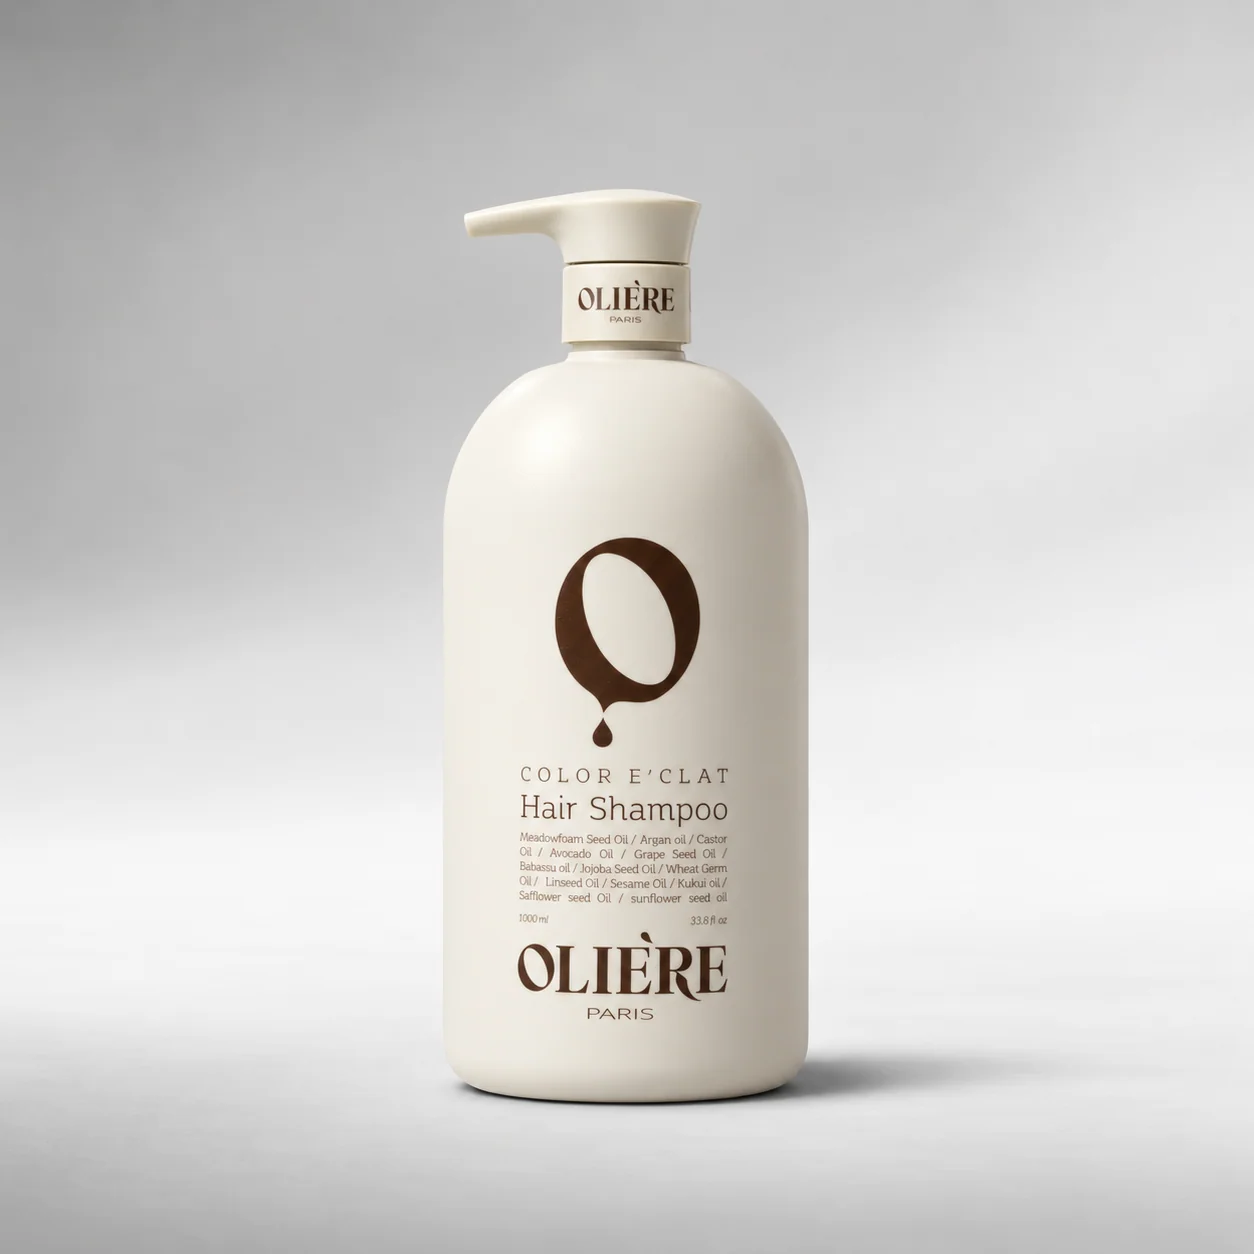 OLIÈRE
PARIS
COLOR E'CLAT
Hair Shampoo
Meadowfoam Seed Oil / Argan oil / Castor
Oil / Avocado Oil / Grape Seed Oil /
Babassu oil / Jojoba Seed Oil / Wheat Germ
Oil / Linseed Oil / Sesame Oil / Kukui oil /
Safflower seed Oil / sunflower seed oil
1000 ml 33.8 fl oz
OLIÈRE
PARIS